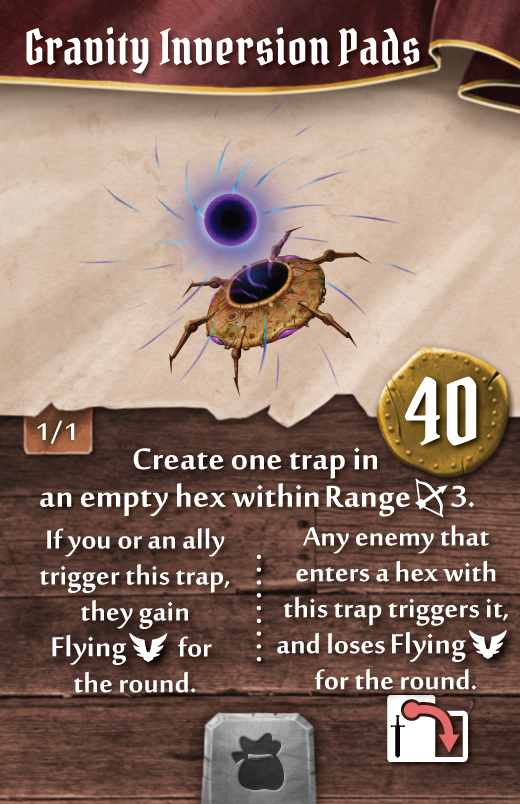 Gravity Inversion Pads
40
1/1
Create one trap in
an empty hex within Range 3.
If you or an ally
trigger this trap,
they gain
Flying for
the round.
Any enemy that
enters a hex with
this trap triggers it,
and loses Flying
for the round.